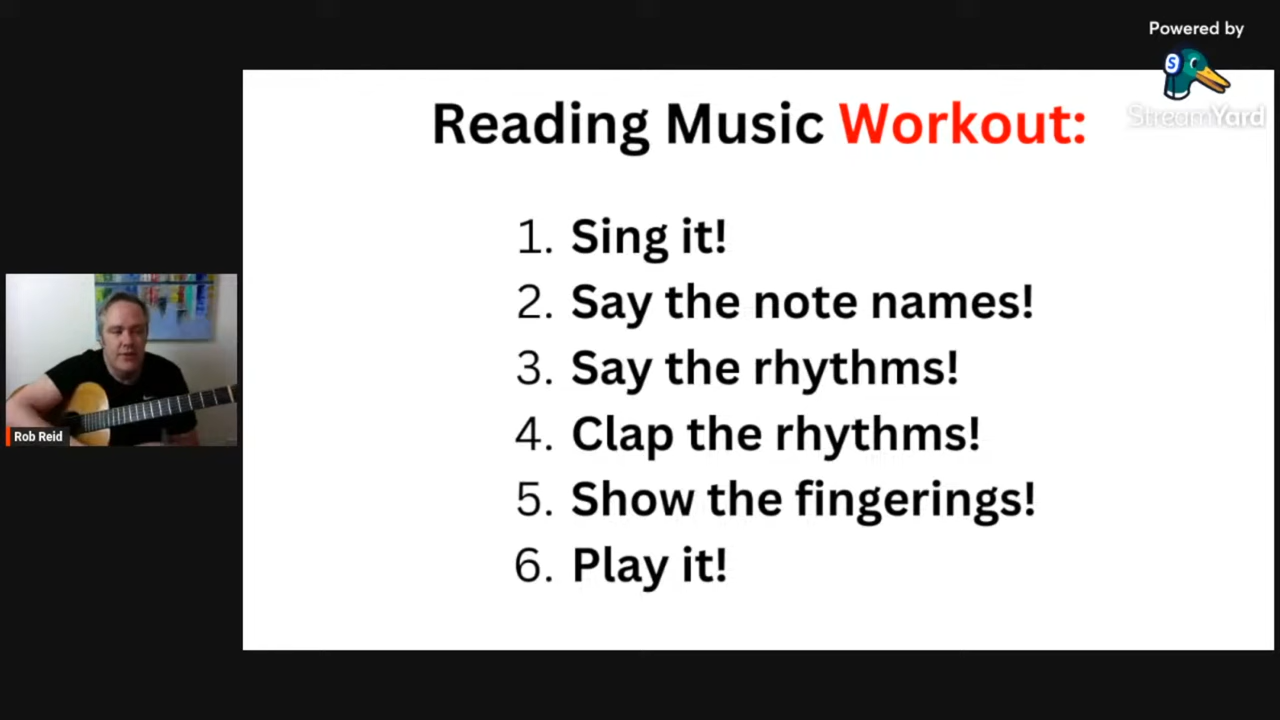 Powered by
S
StreamYard
Reading Music Workout:
1. Sing it!
2. Say the note names!
3. Say the rhythms!
4. Clap the rhythms!
5. Show the fingerings!
6. Play it!
Rob Reid